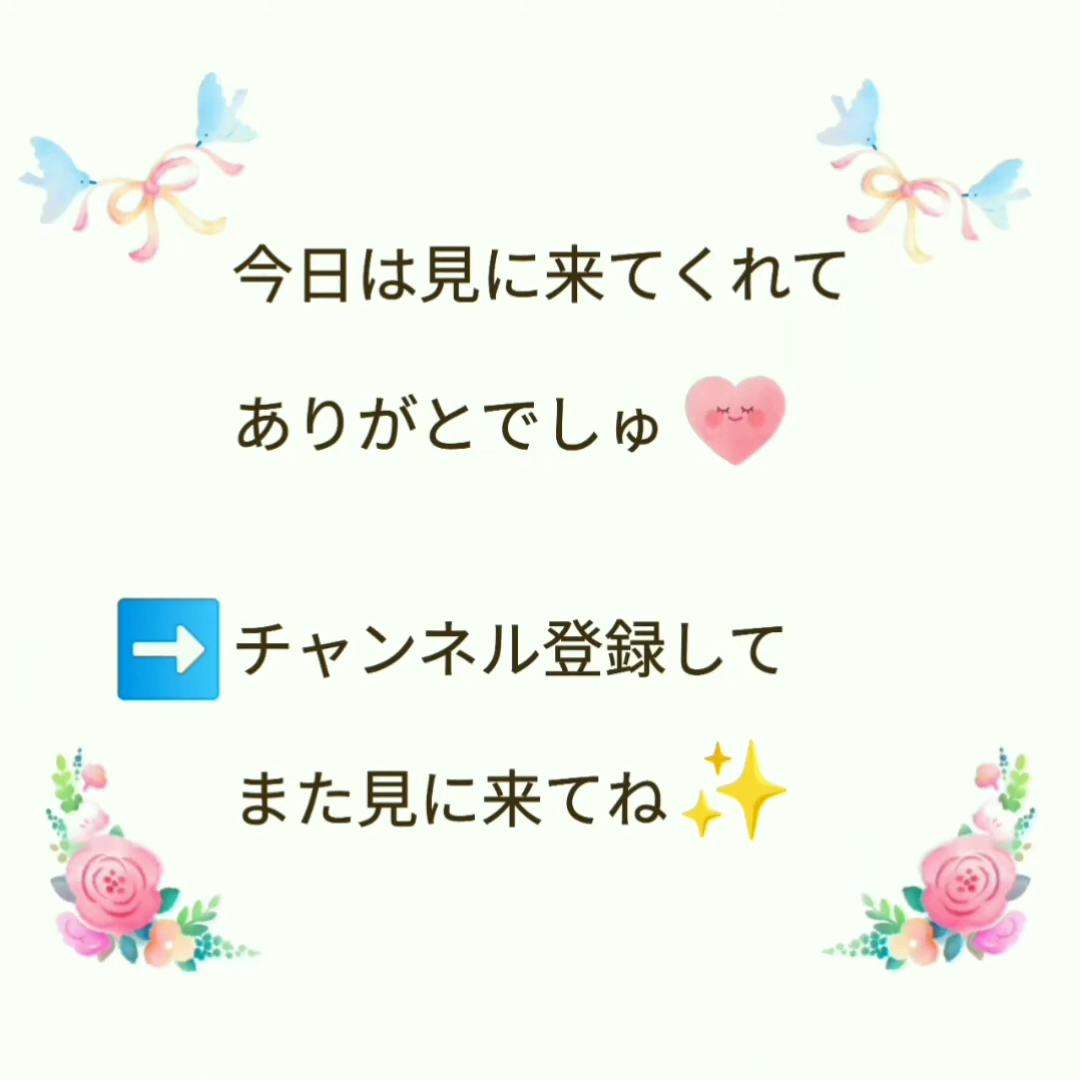 今日は見に来てくれて
ありがとでしゅ
➡チャンネル登録して
また見に来てね✨